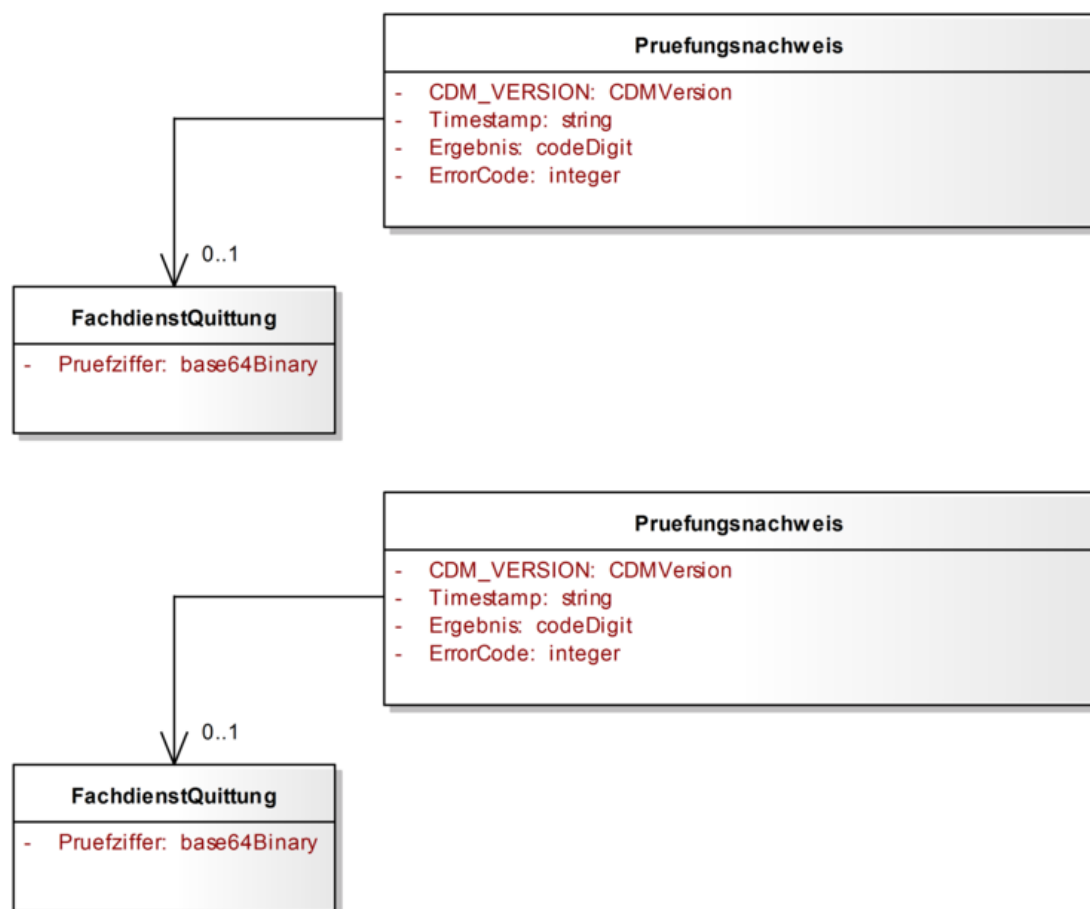 Pruefungsnachweis
- CDM_VERSION: CDMVersion
- Timestamp: string
- Ergebnis: codeDigit
- ErrorCode: integer
0..1
FachdienstQuittung
- Pruefziffer: base64Binary
Pruefungsnachweis
- CDM_VERSION: CDMVersion
- Timestamp: string
- Ergebnis: codeDigit
- ErrorCode: integer
0..1
FachdienstQuittung
- Pruefziffer: base64Binary